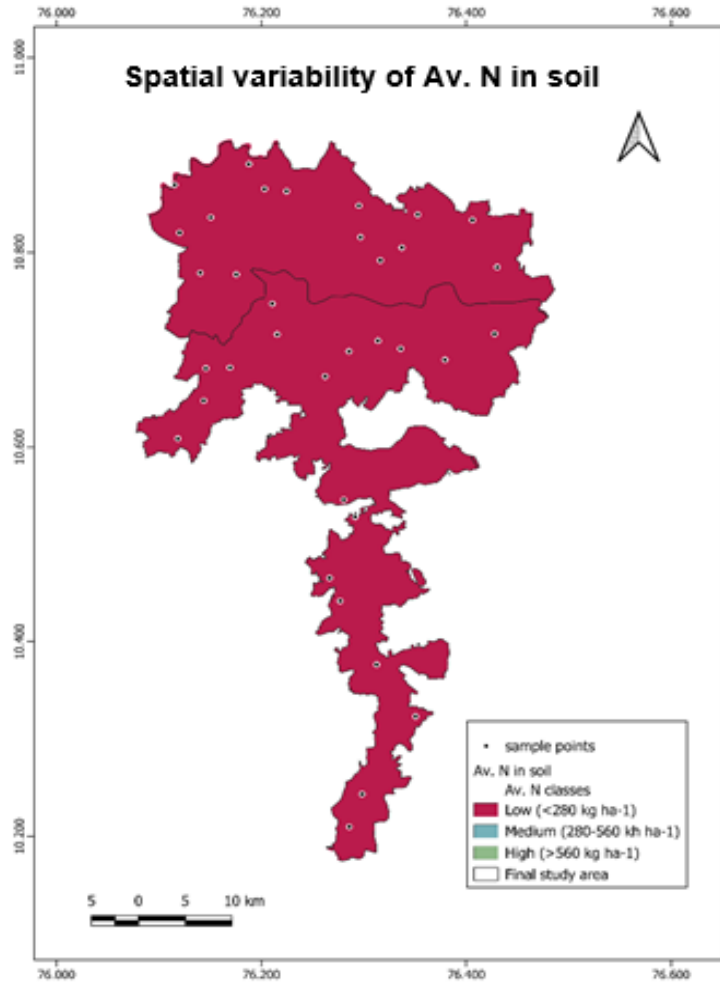 76.000 76.200 76.400 76.600
Spatial variability of Av. N in soil
11.000
10.800
10.600
10.400
10.200
sample points
Av. N in soil
Av. N classes
Low (<280 kg ha-1)
Medium (280-560 kh ha-1)
High (>560 kg ha-1)
Final study area
5 0 5 10 km
76.000 76.200 76.400 76.600